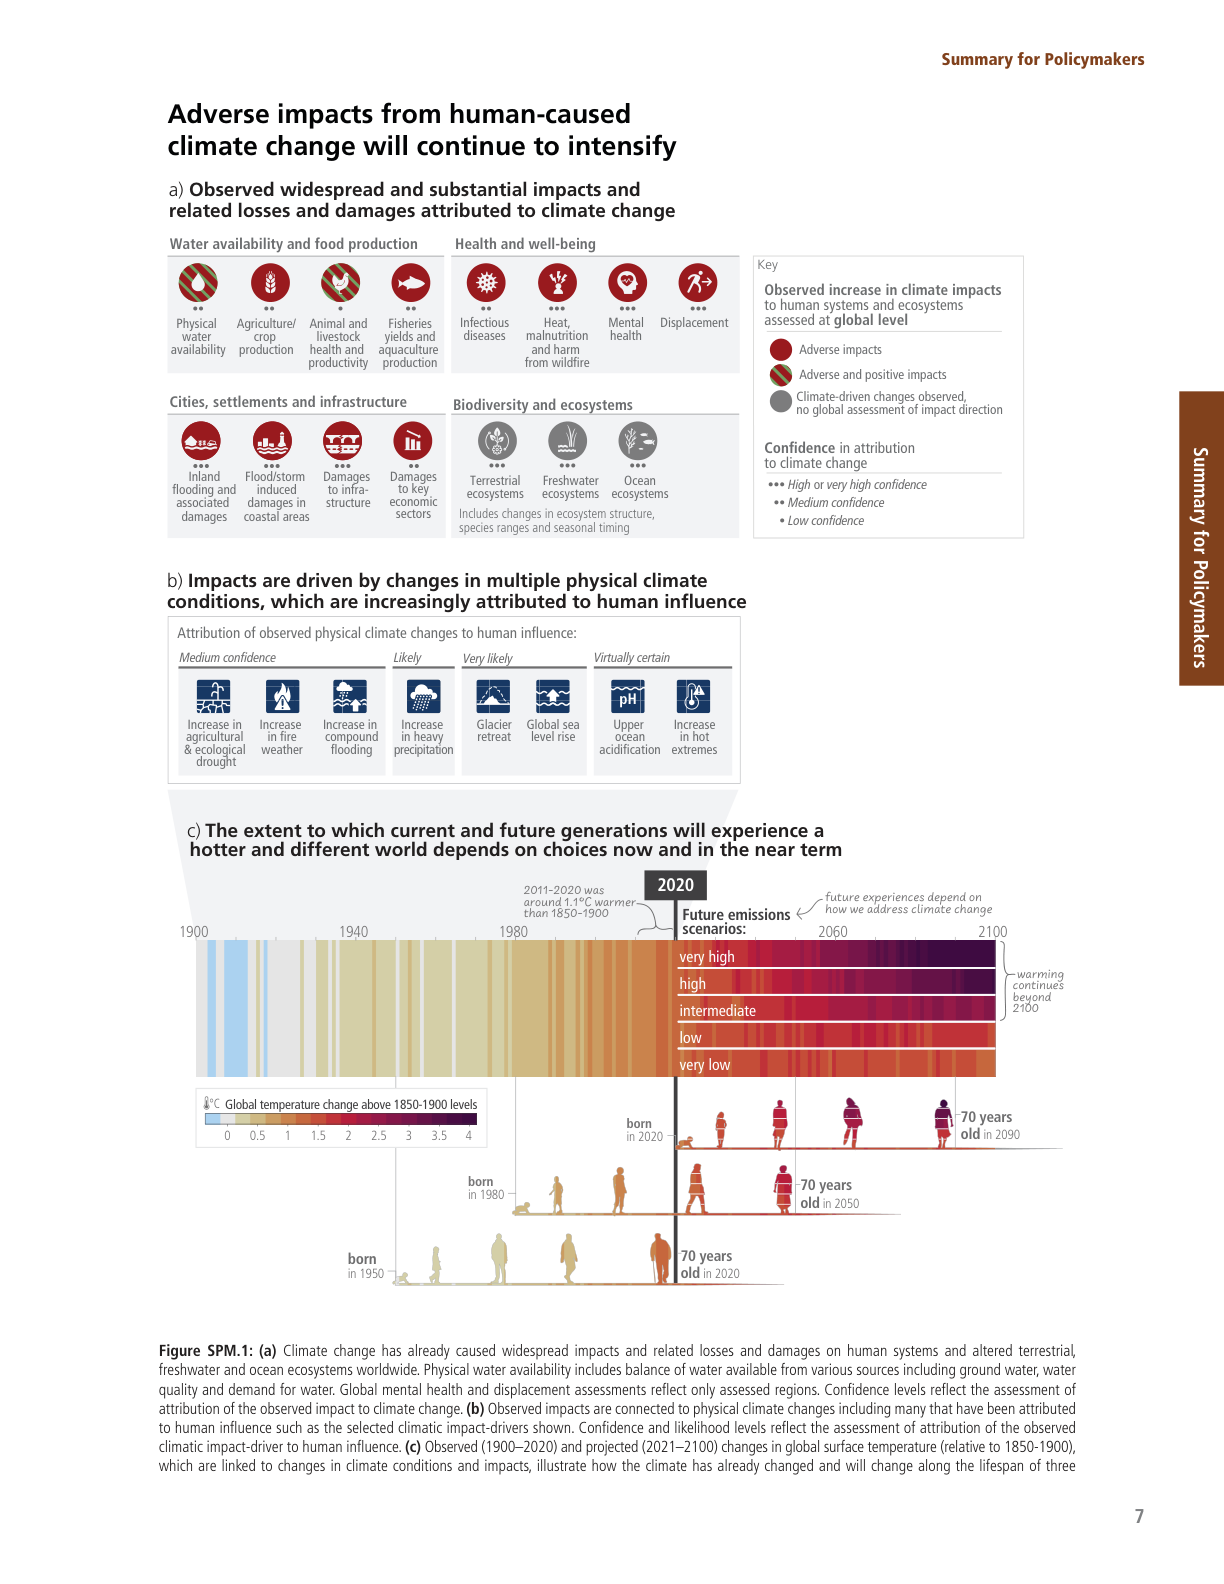 Summary for Policymakers
Adverse impacts from human-caused
climate change will continue to intensify
a) Observed widespread and substantial impacts and
related losses and damages attributed to climate change
Water availability and food production
Physical
water
availability
Agriculture/
crop
production
Animal and
livestock
health and
productivity
Fisheries
yields and
aquaculture
production
Health and well-being
Infectious
diseases
Heat,
malnutrition
and harm
from wildfire
Mental
health
Displacement
Cities, settlements and infrastructure
Inland
flooding and
associated
damages
Flood/storm
induced
damages in
coastal areas
Damages
to infra-
structure
Damages
to key
economic
sectors
Biodiversity and ecosystems
Terrestrial
ecosystems
Freshwater
ecosystems
Ocean
ecosystems
Includes changes in ecosystem structure,
species ranges and seasonal timing
Key
Observed increase in climate impacts
to human systems and ecosystems
assessed at global level
Adverse impacts
Adverse and positive impacts
Climate-driven changes observed,
no global assessment of impact direction
Confidence in attribution
to climate change
••• High or very high confidence
•• Medium confidence
• Low confidence
Summary for Policymakers
b) Impacts are driven by changes in multiple physical climate
conditions, which are increasingly attributed to human influence
Attribution of observed physical climate changes to human influence:
Medium confidence
Increase in
agricultural
& ecological
drought
Increase
in fire
weather
Increase in
compound
flooding
Likely
Increase
in heavy
precipitation
Very likely
Glacier
retreat
Global sea
level rise
Virtually certain
pH
Upper
ocean
acidification
Increase
in hot
extremes
c) The extent to which current and future generations will experience a
hotter and different world depends on choices now and in the near term
2011-2020 was
around 1.1°C warmer
than 1850-1900
2020
Future emissions
scenarios:
future experiences depend on
how we address climate change
1900 1940 1980 2060 2100
very high
high
intermediate
low
very low
warming
continues
beyond
2100
°C Global temperature change above 1850-1900 levels
0 0.5 1 1.5 2 2.5 3 3.5 4
born
in 2020
70 years
old in 2090
born
in 1980
70 years
old in 2050
born
in 1950
70 years
old in 2020
Figure SPM.1: (a) Climate change has already caused widespread impacts and related losses and damages on human systems and altered terrestrial,
freshwater and ocean ecosystems worldwide. Physical water availability includes balance of water available from various sources including ground water, water
quality and demand for water. Global mental health and displacement assessments reflect only assessed regions. Confidence levels reflect the assessment of
attribution of the observed impact to climate change. (b) Observed impacts are connected to physical climate changes including many that have been attributed
to human influence such as the selected climatic impact-drivers shown. Confidence and likelihood levels reflect the assessment of attribution of the observed
climatic impact-driver to human influence. (c) Observed (1900–2020) and projected (2021–2100) changes in global surface temperature (relative to 1850-1900),
which are linked to changes in climate conditions and impacts, illustrate how the climate has already changed and will change along the lifespan of three
7